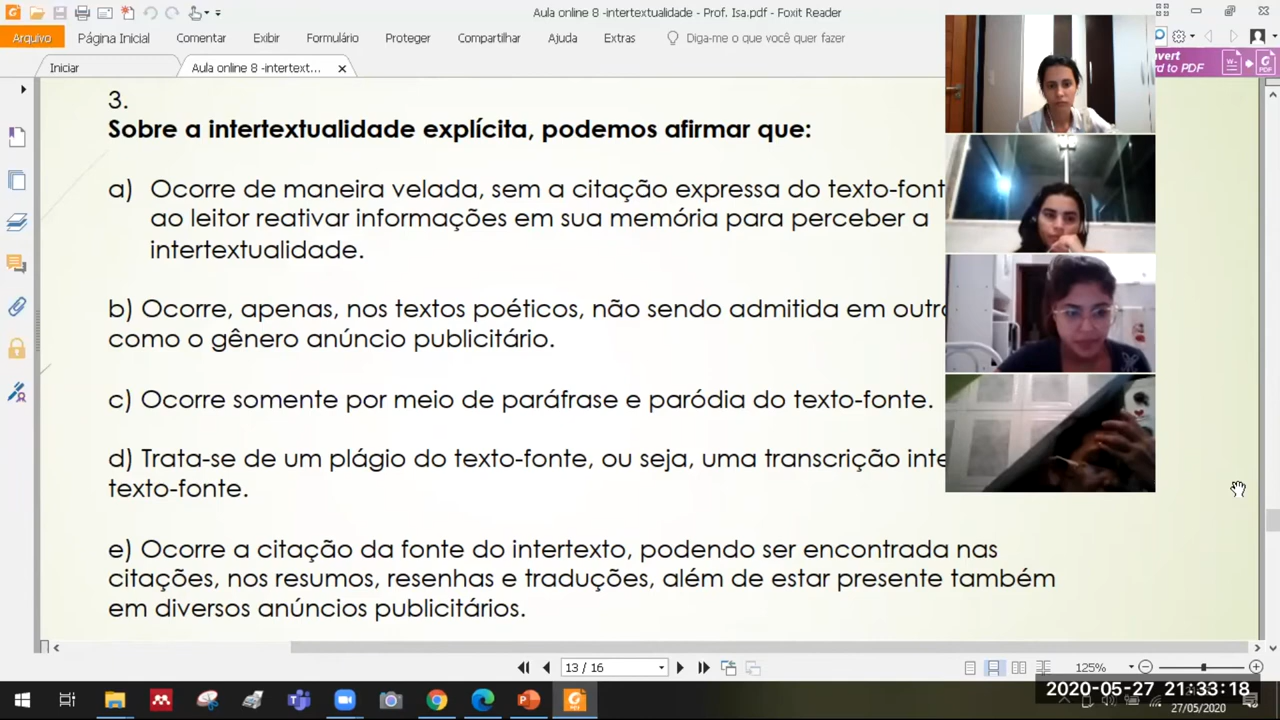 Aula online 8 -intertextualidade - Prof. Isa.pdf - Foxit Reader
Arquivo Página Inicial Comentar Exibir Formulário Proteger Compartilhar Ajuda Extras Diga-me o que você quer fazer
Iniciar Aula online 8 -intertext...
vert
d to PDF
3.
Sobre a intertextualidade explícita, podemos afirmar que:
a) Ocorre de maneira velada, sem a citação expressa do texto-font
ao leitor reativar informações em sua memória para perceber a
intertextualidade.
b) Ocorre, apenas, nos textos poéticos, não sendo admitida em outro
como o gênero anúncio publicitário.
c) Ocorre somente por meio de paráfrase e paródia do texto-fonte.
d) Trata-se de um plágio do texto-fonte, ou seja, uma transcrição inte
texto-fonte.
e) Ocorre a citação da fonte do intertexto, podendo ser encontrada nas
citações, nos resumos, resenhas e traduções, além de estar presente também
em diversos anúncios publicitários.
13 / 16 125%
2020-05-27 21:33:18
27/05/2020